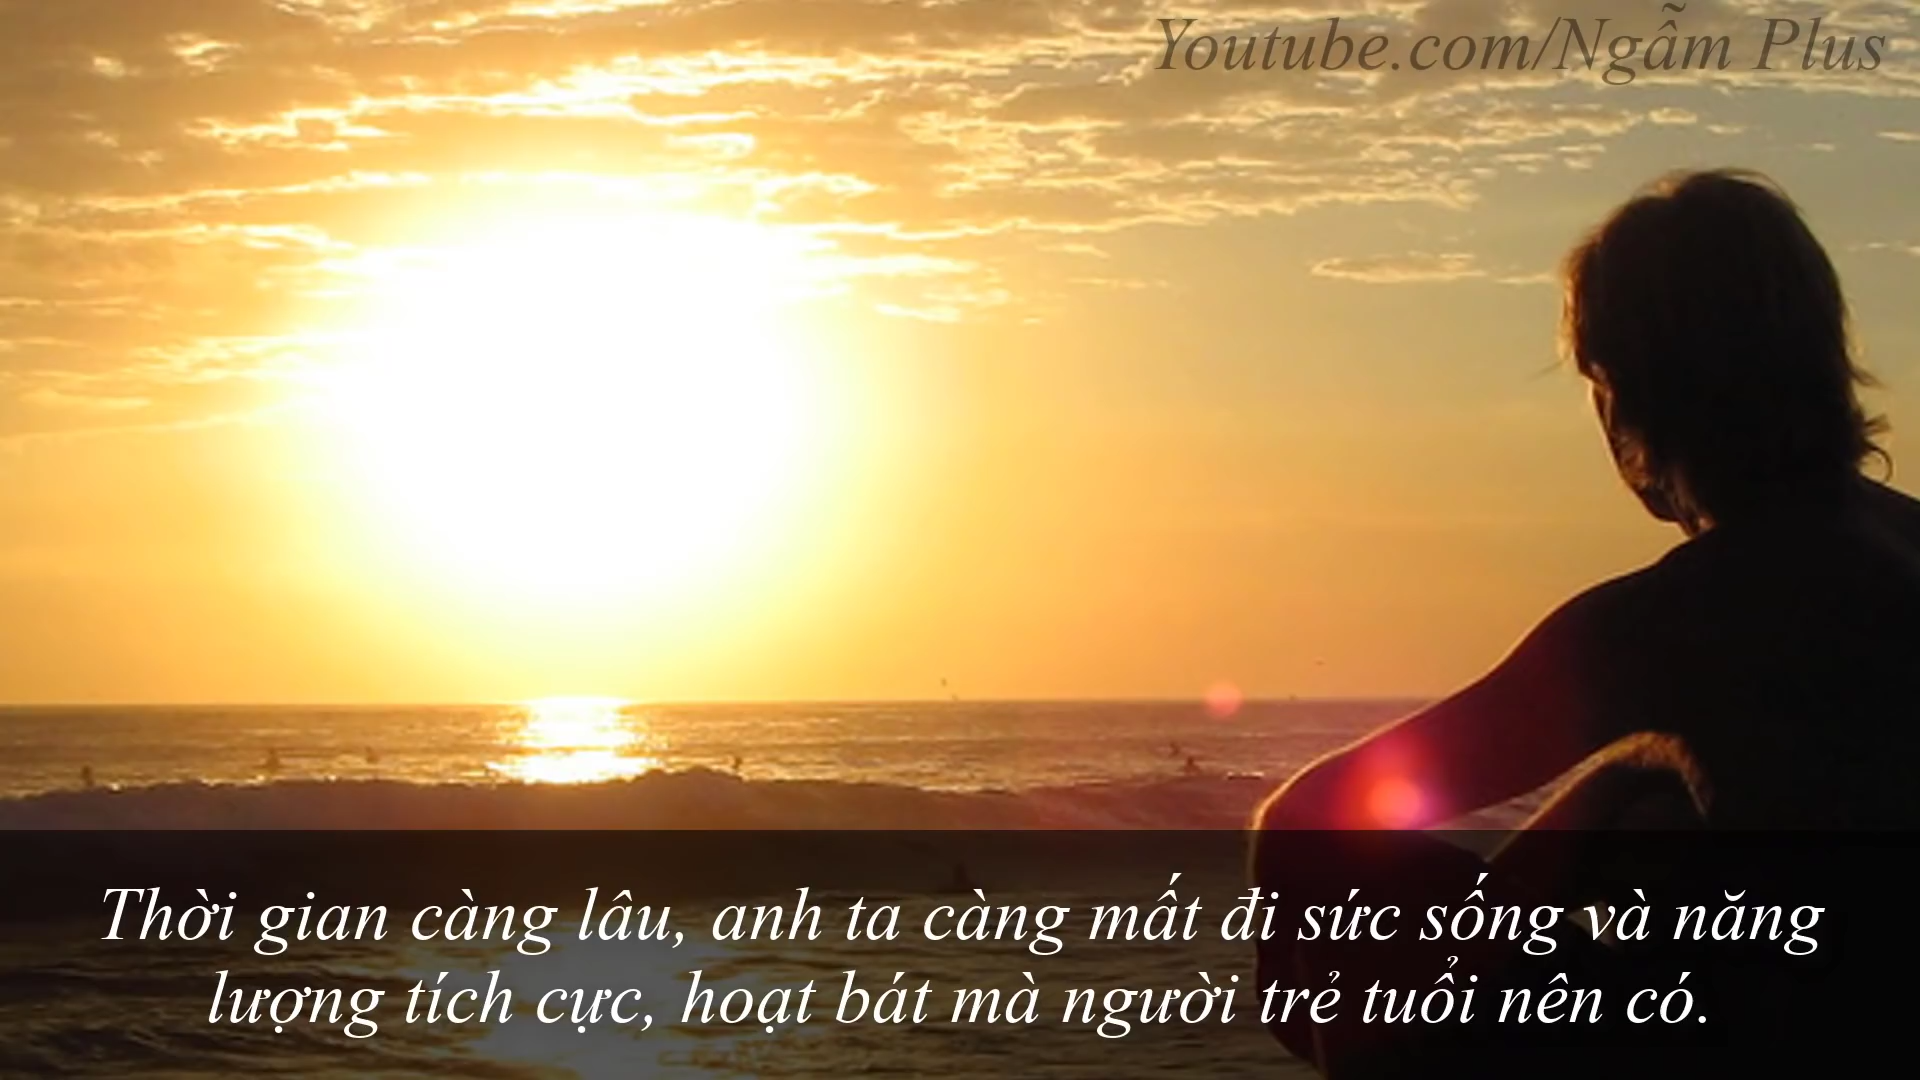 Youtube.com/Ngẫm Plus
Thời gian càng lâu, anh ta càng mất đi sức sống và năng
lượng tích cực, hoạt bát mà người trẻ tuổi nên có.